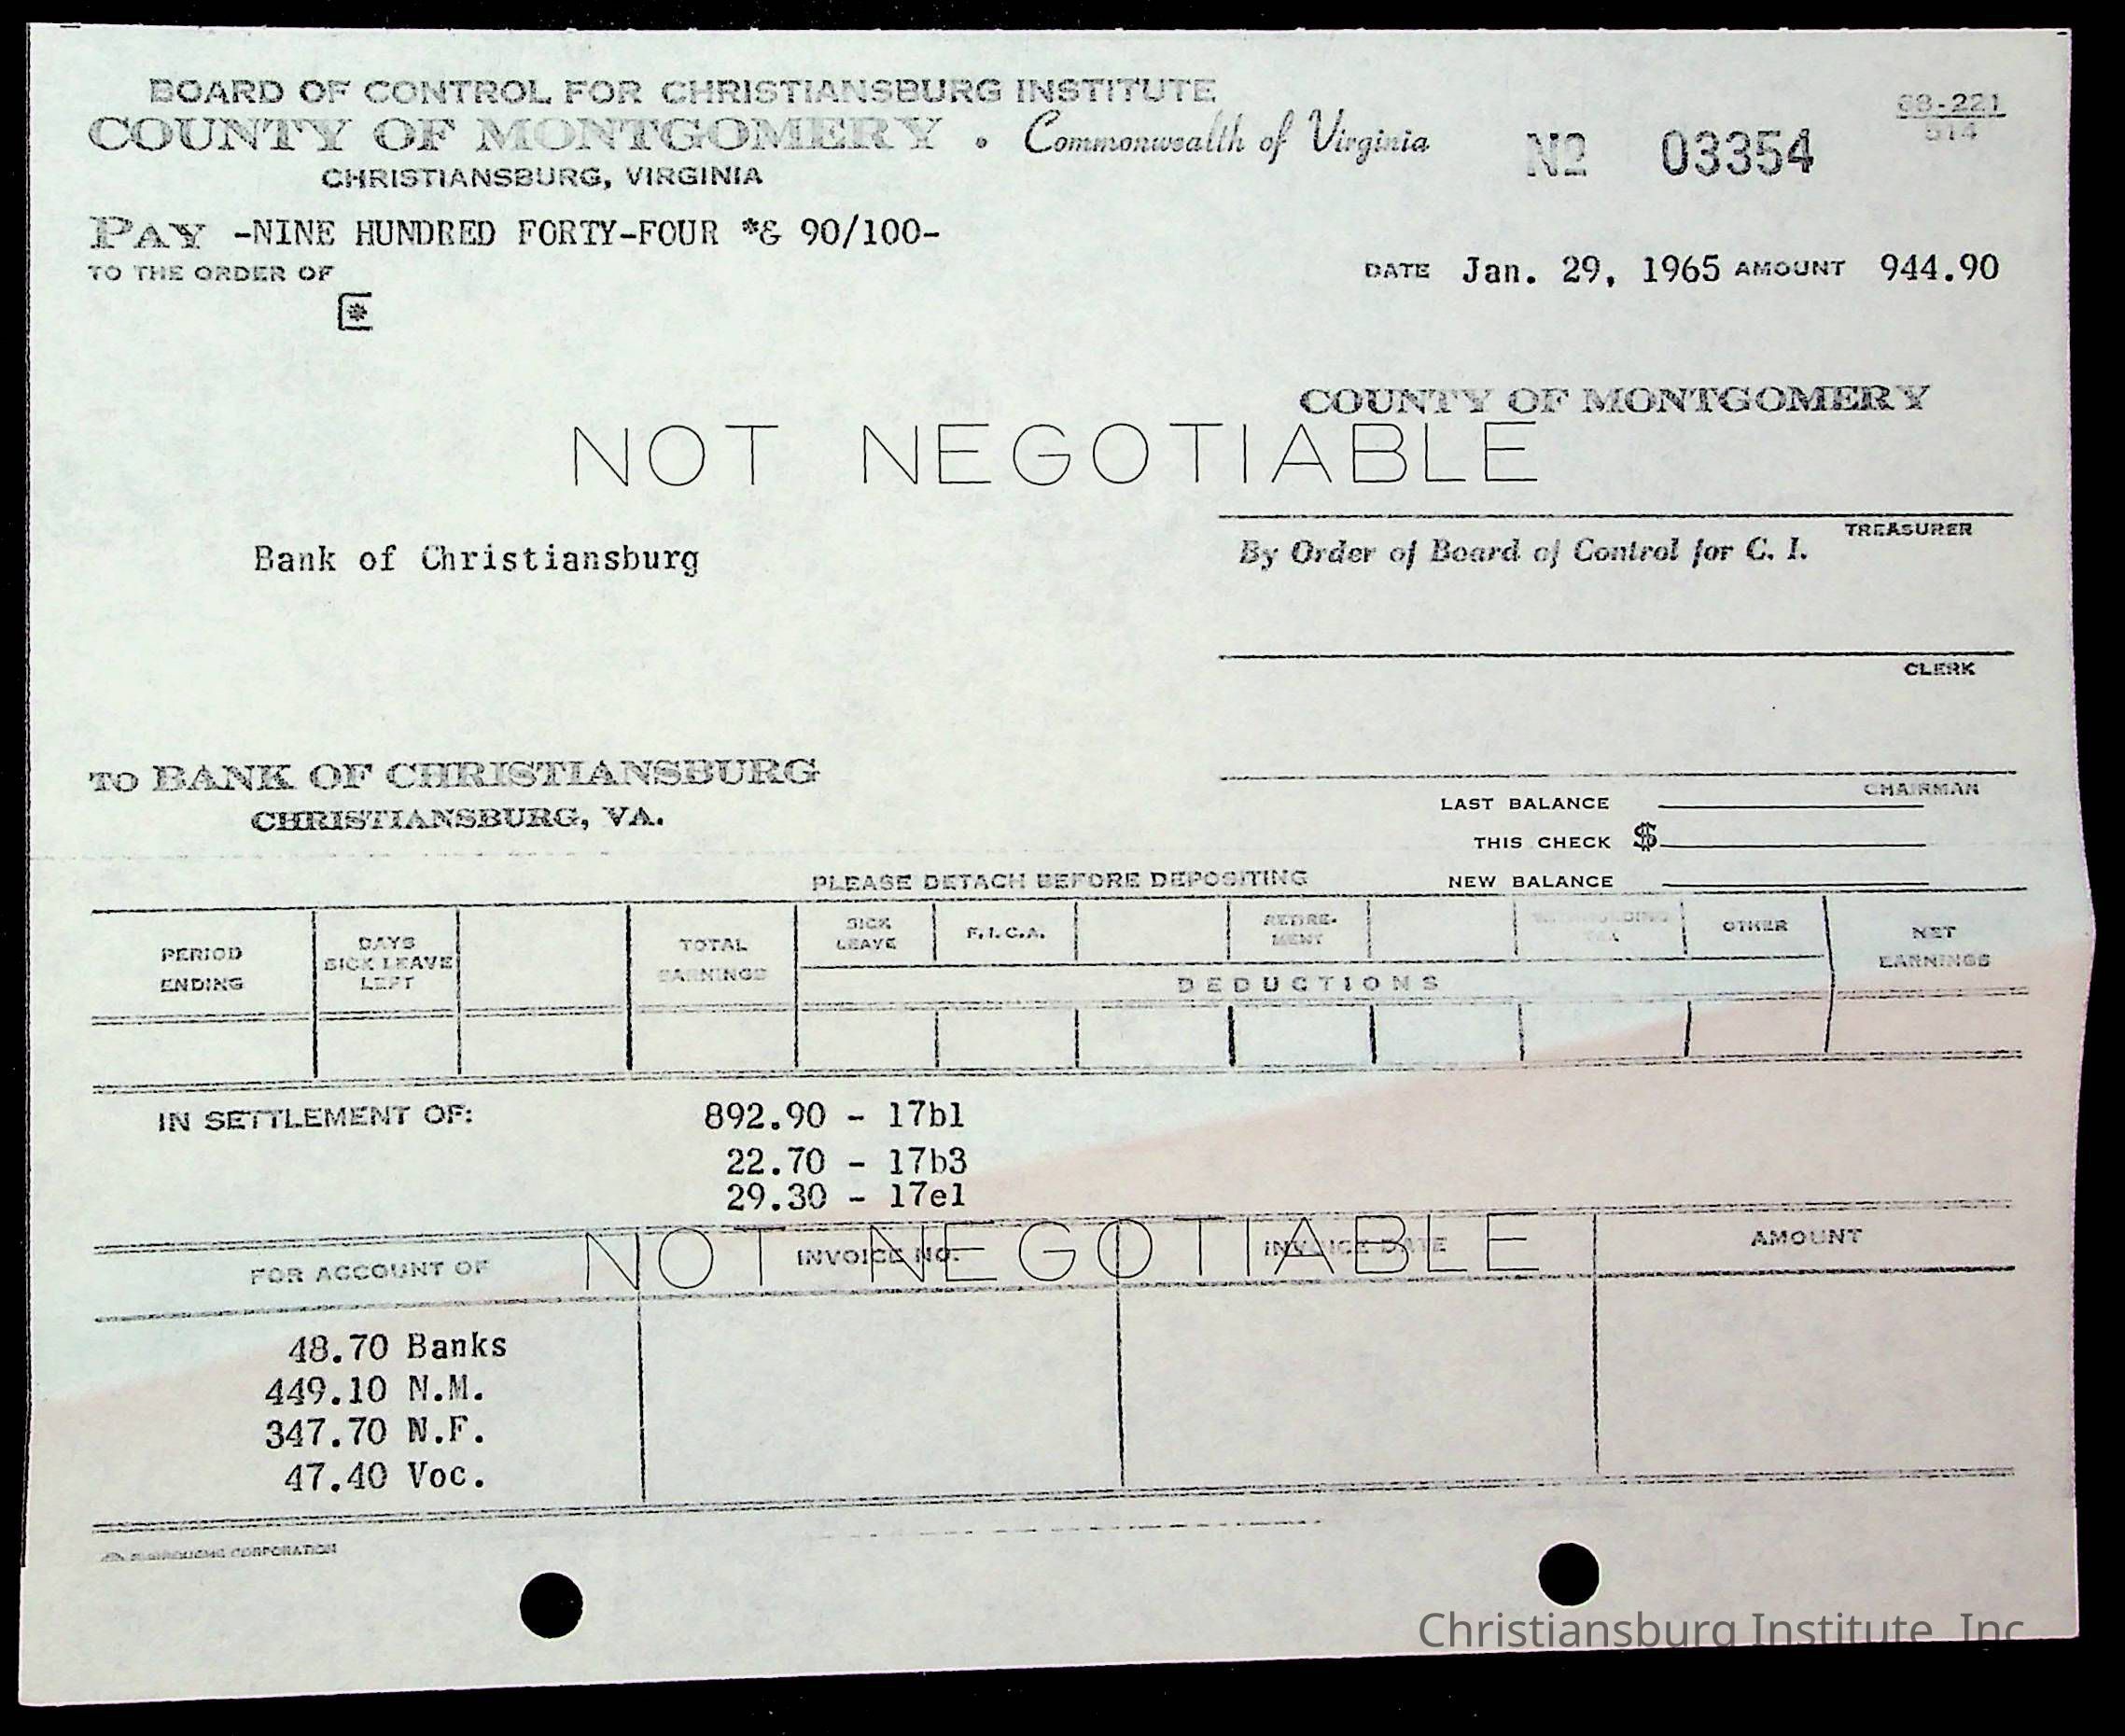 BOARD OF CONTROL FOR CHRISTIANSBURG INSTITUTE
COUNTY OF MONTGOMERY • Commonwealth of Virginia
CHRISTIANSBURG, VIRGINIA
68-221
514
No 03354
PAY -NINE HUNDRED FORTY-FOUR *& 90/100-
TO THE ORDER OF
DATE Jan. 29, 1965 AMOUNT 944.90
*
COUNTY OF MONTGOMERY
NOT NEGOTIABLE
TREASURER
Bank of Christiansburg
By Order of Board of Control for C. I.
CLERK
TO BANK OF CHRISTIANSBURG
CHRISTIANSBURG, VA.
CHAIRMAN
LAST BALANCE
THIS CHECK $
NEW BALANCE
PLEASE DETACH BEFORE DEPOSITING
PERIOD ENDING
DAYS SICK LEAVE LEFT
TOTAL EARNINGS
SICK LEAVE
F.I.C.A.
RETIRE-
MENT
WITHHOLDING TAX
OTHER
NET EARNINGS
DEDUCTIONS
IN SETTLEMENT OF:
892.90 - 17b1
22.70 - 17b3
29.30 - 17e1
NOT NEGOTIABLE
FOR ACCOUNT OF
INVOICE NO.
INVOICE DATE
AMOUNT
48.70 Banks
449.10 N.M.
347.70 N.F.
47.40 Voc.
BURROUGHS CORPORATION
Christiansburg Institute, Inc